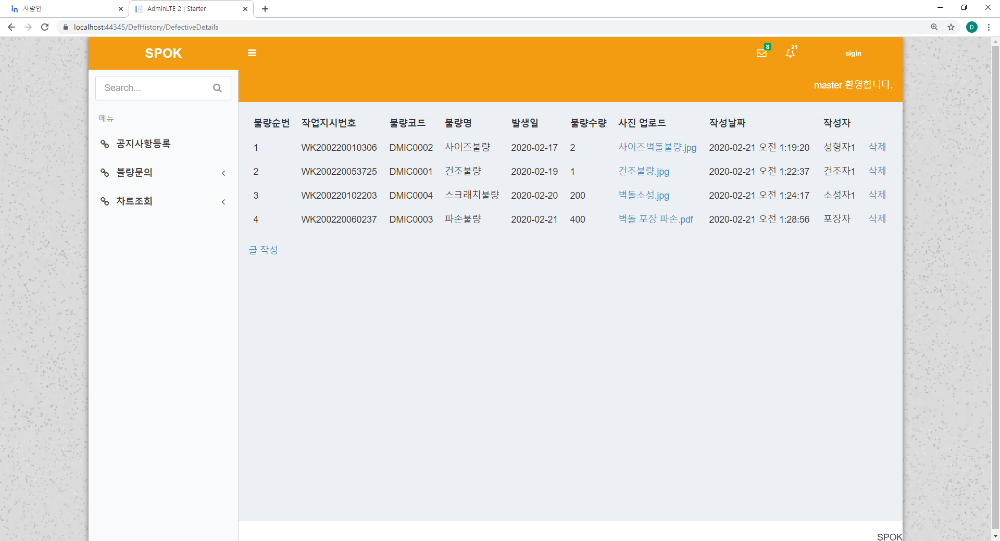 사람인
AdminLTE 2 | Starter
localhost:44345/DefHistory/DefectiveDetails
D
SPOK
8
21
sigin
Search...
master 환영합니다.
메뉴
공지사항등록
불량문의
차트조회
불량순번 작업지시번호 불량코드 불량명 발생일 불량수량 사진 업로드 작성날짜 작성자
1 WK200220010306 DMIC0002 사이즈불량 2020-02-17 2 사이즈벽돌불량.jpg 2020-02-21 오전 1:19:20 성형자1 삭제
2 WK200220053725 DMIC0001 건조불량 2020-02-19 1 건조불량.jpg 2020-02-21 오전 1:22:37 건조자1 삭제
3 WK200220102203 DMIC0004 스크래치불량 2020-02-20 200 벽돌소성.jpg 2020-02-21 오전 1:24:17 소성자1 삭제
4 WK200220060237 DMIC0003 파손불량 2020-02-21 400 벽돌 포장 파손.pdf 2020-02-21 오전 1:28:56 포장자 삭제
글 작성
SPOK